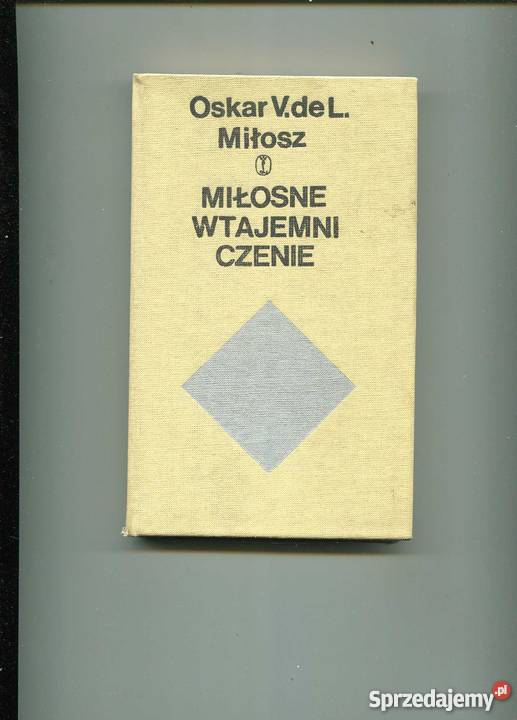 Oskar V.de L.
Miłosz
MIŁOSNE
WTAJEMNI
CZENIE
Sprzedajemy.pl